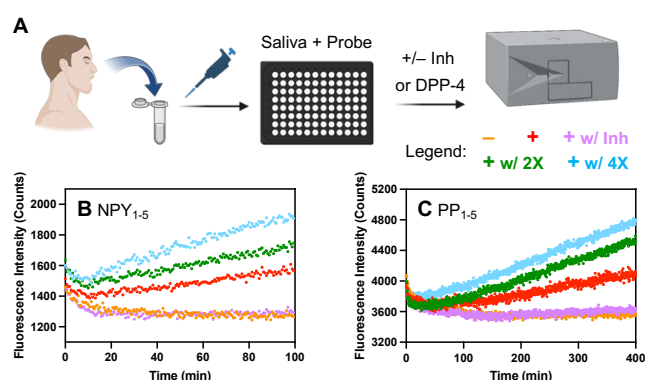 A
Saliva + Probe
+/– Inh
or DPP-4
Legend:
– + + w/ Inh
+ w/ 2X + w/ 4X
B NPY1-5
Fluorescence Intensity (Counts)
2000
1800
1600
1400
1200
0 20 40 60 80 100
Time (min)
C PP1-5
Fluorescence Intensity (Counts)
5200
4800
4400
4000
3600
3200
0 100 200 300 400
Time (min)